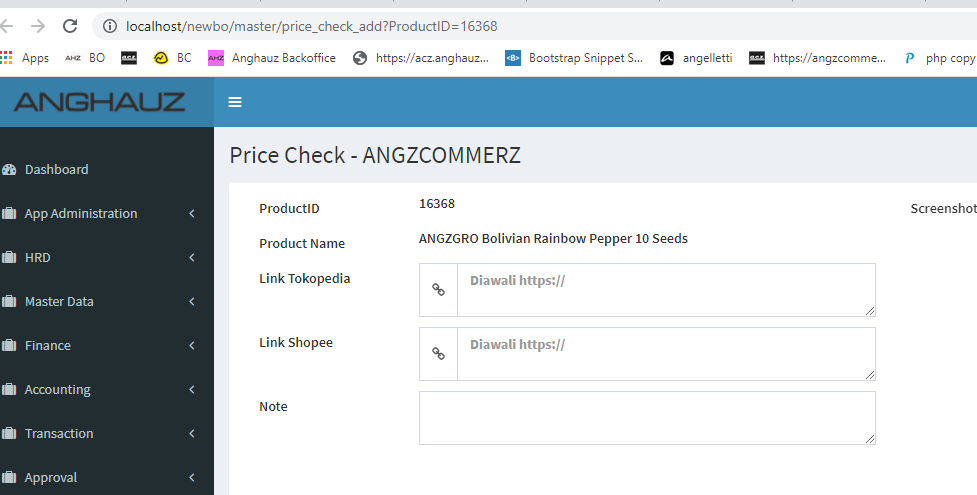 localhost/newbo/master/price_check_add?ProductID=16368
Apps AHZ BO acz BC AHZ Anghauz Backoffice https://acz.anghauz... <B> Bootstrap Snippet S... angelletti acz https://angzcomme... php copy
ANGHAUZ
Price Check - ANGZCOMMERZ
Dashboard
App Administration
HRD
Master Data
Finance
Accounting
Transaction
Approval
ProductID 16368 Screenshot
Product Name ANGZGRO Bolivian Rainbow Pepper 10 Seeds
Link Tokopedia Diawali https://
Link Shopee Diawali https://
Note